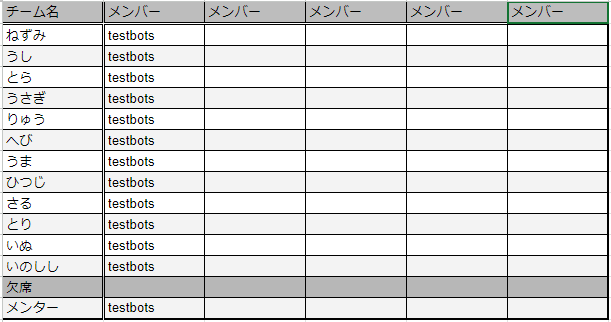 チーム名 メンバー メンバー メンバー メンバー メンバー
ねずみ testbots
うし testbots
とら testbots
うさぎ testbots
りゅう testbots
へび testbots
うま testbots
ひつじ testbots
さる testbots
とり testbots
いぬ testbots
いのしし testbots
欠席
メンター testbots